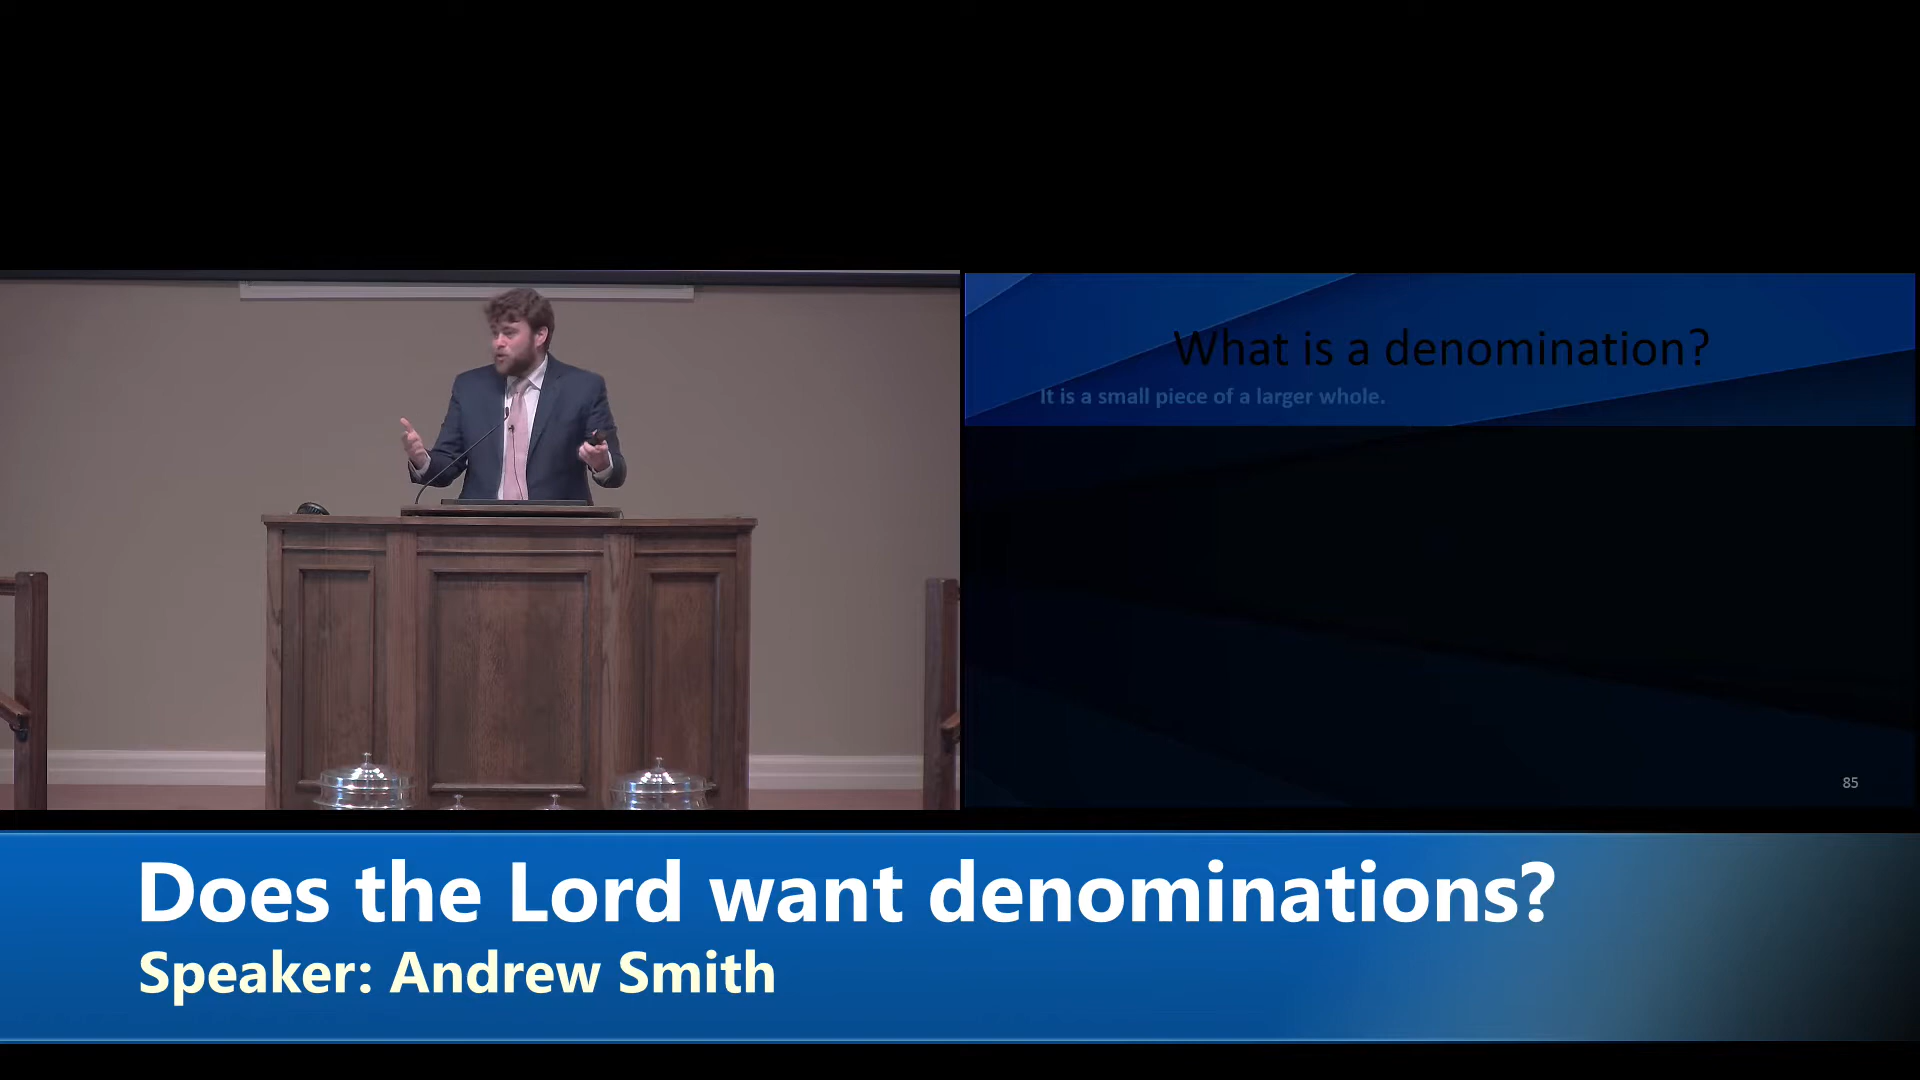 What is a denomination?
It is a small piece of a larger whole.
85
Does the Lord want denominations?
Speaker: Andrew Smith